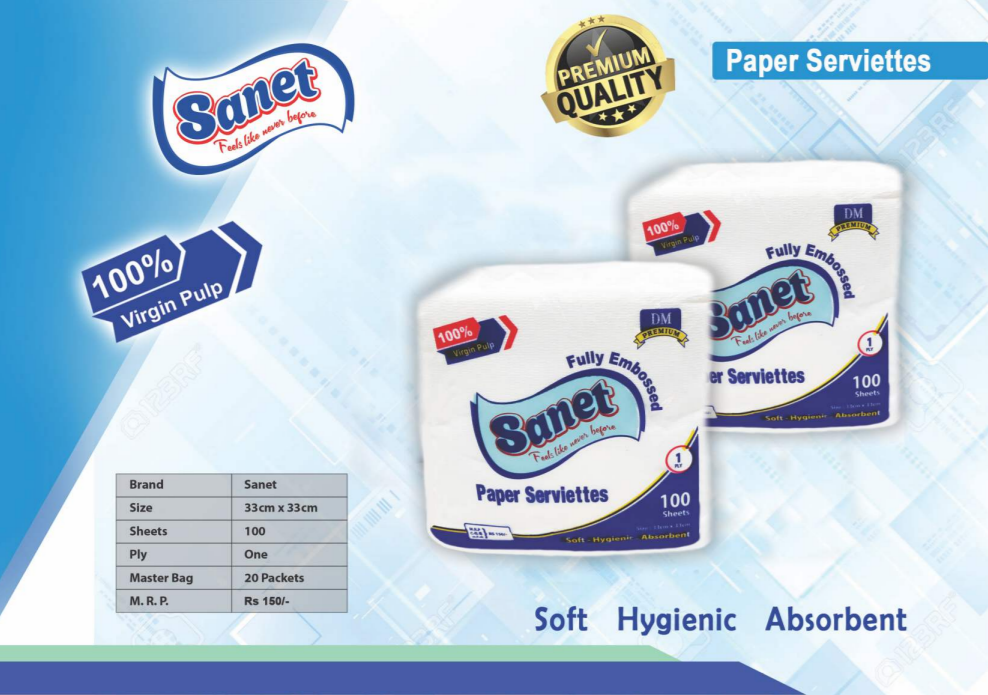 Sanet
Feels like never before
PREMIUM
QUALITY
Paper Serviettes
100%
Virgin Pulp
100%
Virgin Pulp
DM
PREMIUM
Fully Embossed
Sanet
Feels like never before
1
PLY
er Serviettes
100
Sheets
Soft - Hygienic - Absorbent
100%
Virgin Pulp
DM
PREMIUM
Fully Embossed
Sanet
Feels like never before
1
PLY
Paper Serviettes
100
Sheets
Soft - Hygienic - Absorbent
Brand Sanet
Size 33cm x 33cm
Sheets 100
Ply One
Master Bag 20 Packets
M. R. P. Rs 150/-
Soft Hygienic Absorbent